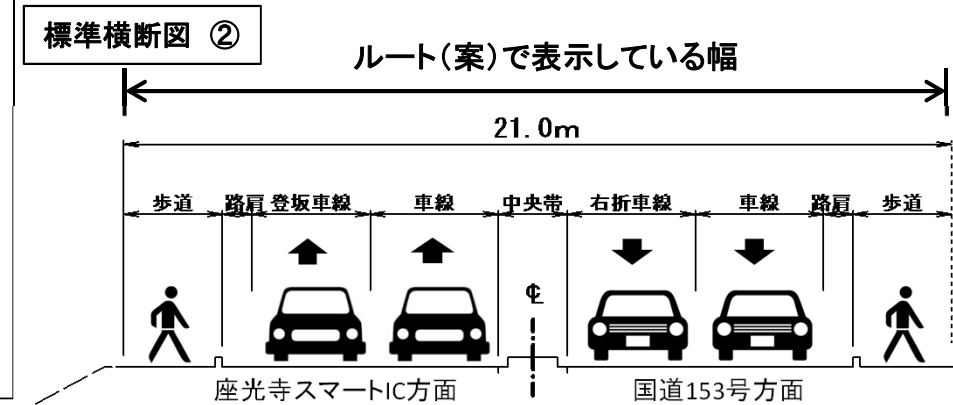 標準横断図 ②
ルート(案)で表示している幅
21.0m
歩道 路肩 登坂車線 車線 中央帯 右折車線 車線 路肩 歩道
℄
座光寺スマートIC方面 国道153号方面